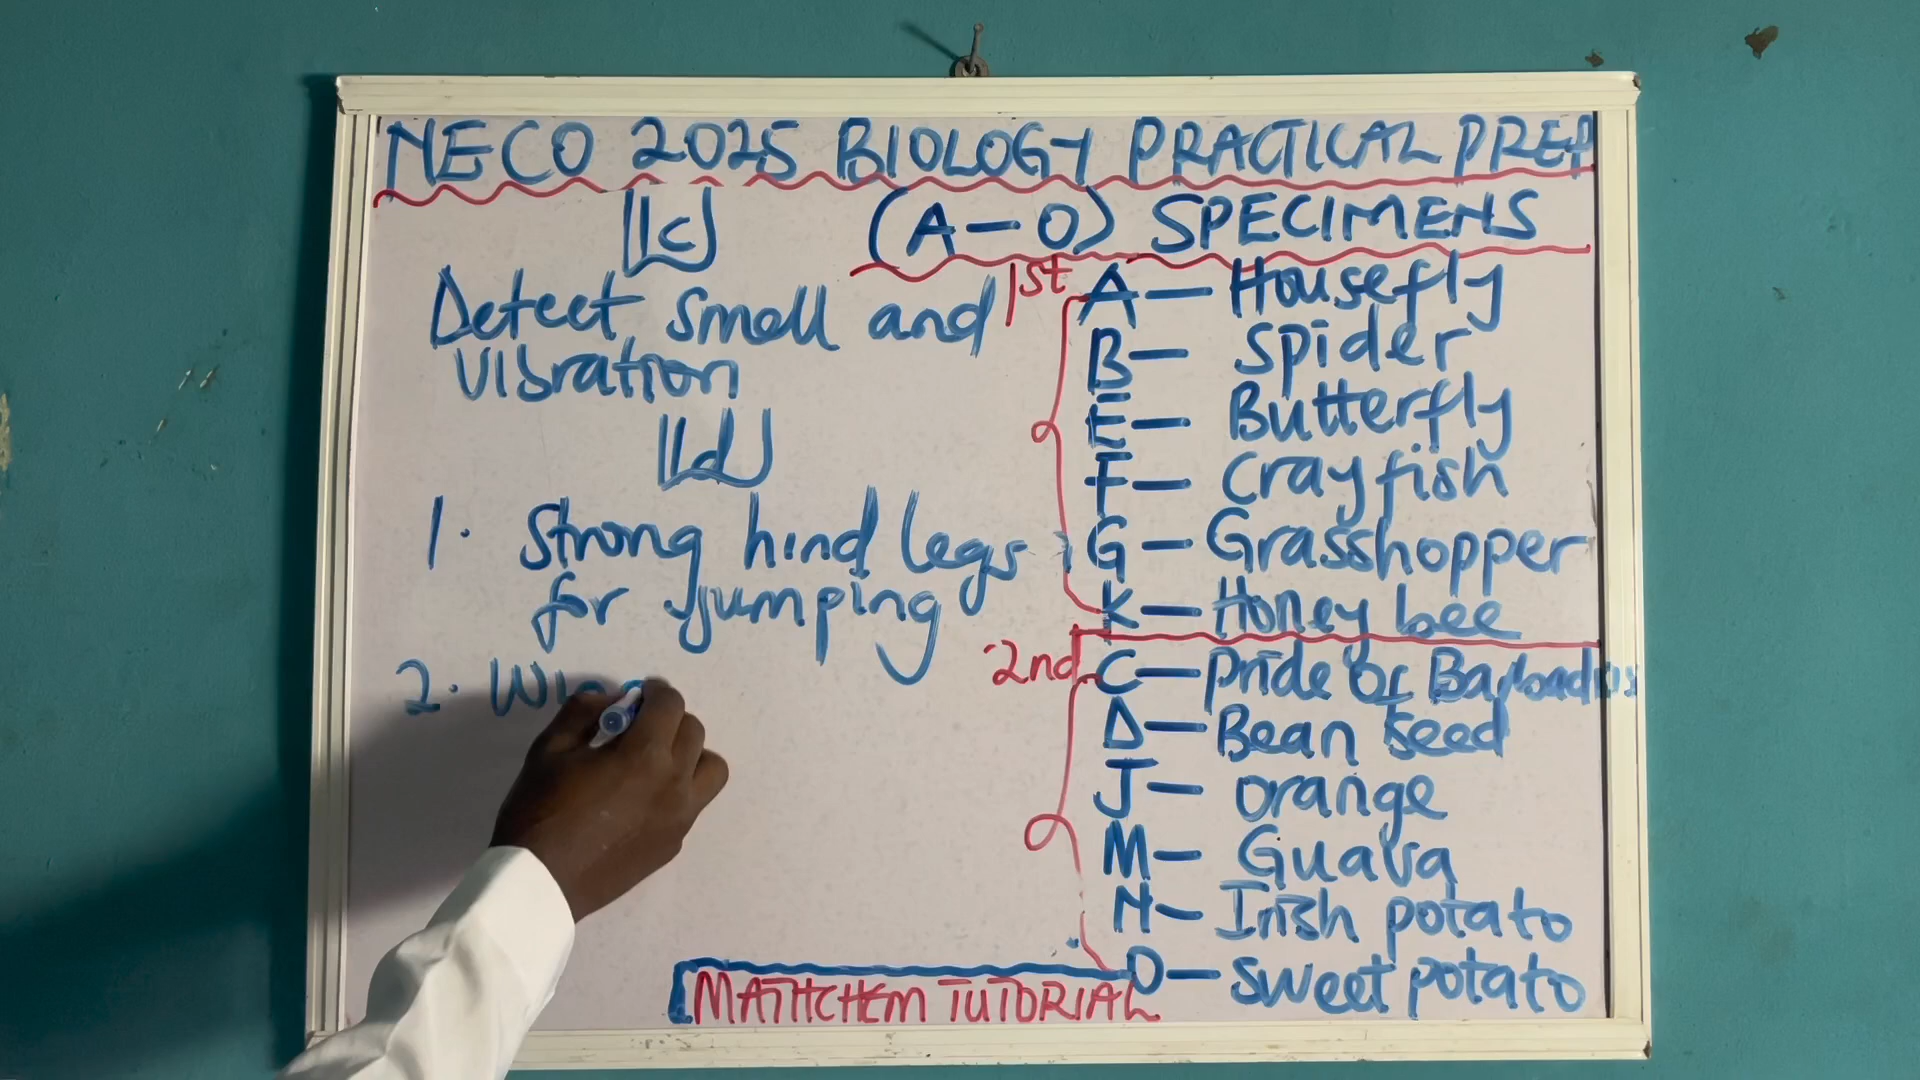 NECO 2025 BIOLOGY PRACTICAL PREP
(A-O) SPECIMENS
1c
Detect smell and
vibration
1d
1. Strong hind legs
for jumping
2. Wing
1st
A - Housefly
B - Spider
E - Butterfly
F - Crayfish
G - Grasshopper
K - Honey bee
2nd
C - Pride of Barbados
D - Bean seed
J - Orange
M - Guava
N - Irish potato
O - sweet potato
MATHCHEM TUTORIAL